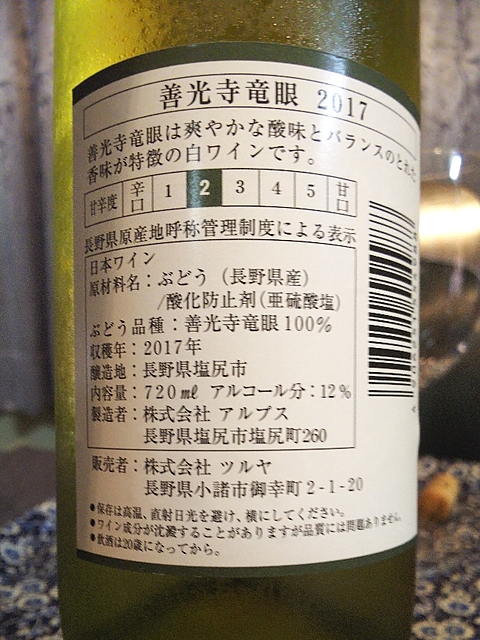 善光寺竜眼 2017
善光寺竜眼は爽やかな酸味とバランスのとれた
香味が特徴の白ワインです。
甘辛度 辛口 1 2 3 4 5 甘口
長野県原産地呼称管理制度による表示
日本ワイン
原材料名：ぶどう（長野県産）
/酸化防止剤(亜硫酸塩)
ぶどう品種：善光寺竜眼100%
収穫年：2017年
醸造地：長野県塩尻市
内容量：720㎖ アルコール分：12%
製造者：株式会社 アルプス
長野県塩尻市塩尻町260
販売者：株式会社 ツルヤ
長野県小諸市御幸町2-1-20
●保存は高温、直射日光を避け、横にしてください。
●ワイン成分が沈澱することがありますが品質には問題ありません。
●飲酒は20歳になってから。